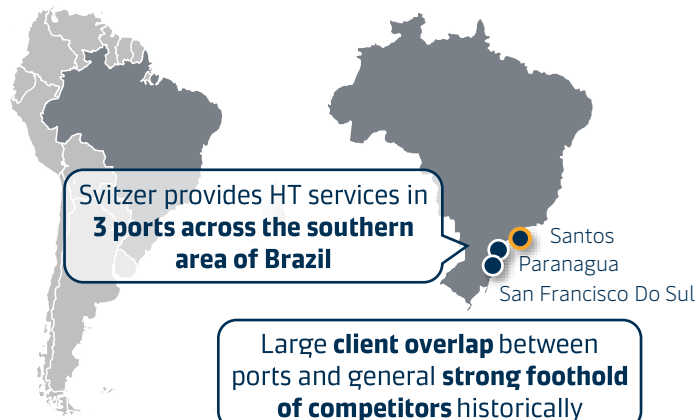 Svitzer provides HT services in
3 ports across the southern
area of Brazil
Santos
Paranagua
San Francisco Do Sul
Large client overlap between
ports and general strong foothold
of competitors historically